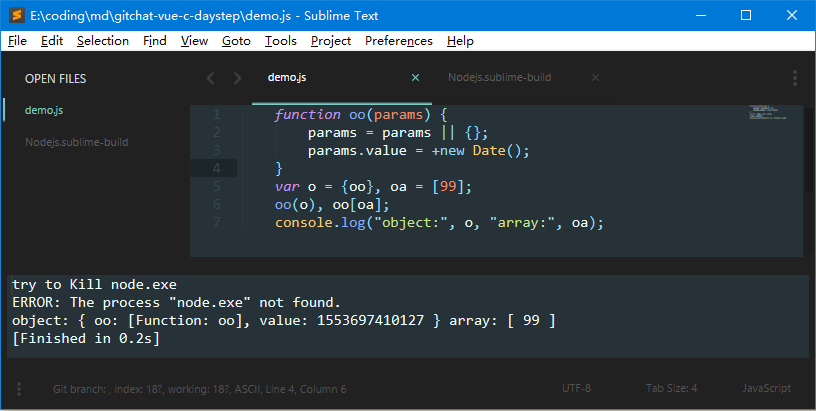 E:\coding\md\gitchat-vue-c-daystep\demo.js - Sublime Text
File Edit Selection Find View Goto Tools Project Preferences Help
OPEN FILES
demo.js
Nodejs.sublime-build
demo.js
Nodejs.sublime-build
1 function oo(params) {
2 params = params || {};
3 params.value = +new Date();
4 }
5 var o = {oo}, oa = [99];
6 oo(o), oo[oa];
7 console.log("object:", o, "array:", oa);
try to Kill node.exe
ERROR: The process "node.exe" not found.
object: { oo: [Function: oo], value: 1553697410127 } array: [ 99 ]
[Finished in 0.2s]
Git branch: , index: 18?, working: 18?, ASCII, Line 4, Column 6 UTF-8 Tab Size: 4 JavaScript